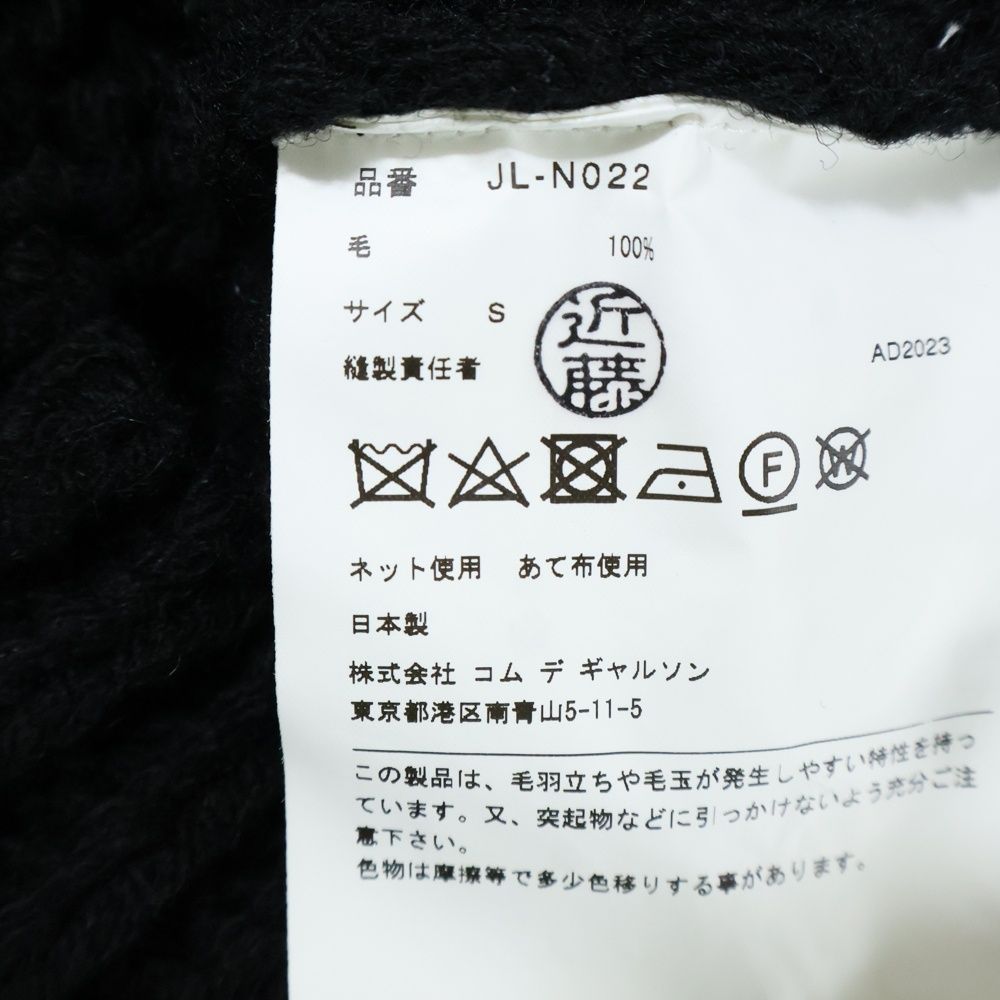 品番 JL-N022
毛 100%
サイズ S
近藤
縫製責任者
AD2023
F
W
ネット使用 あて布使用
日本製
株式会社 コム デ ギャルソン
東京都港区南青山5-11-5
この製品は、毛羽立ちや毛玉が発生しやすい特性を持っ
ています。又、突起物などに引っかけないよう充分ご注
意下さい。
色物は摩擦等で多少色移りする事があります。